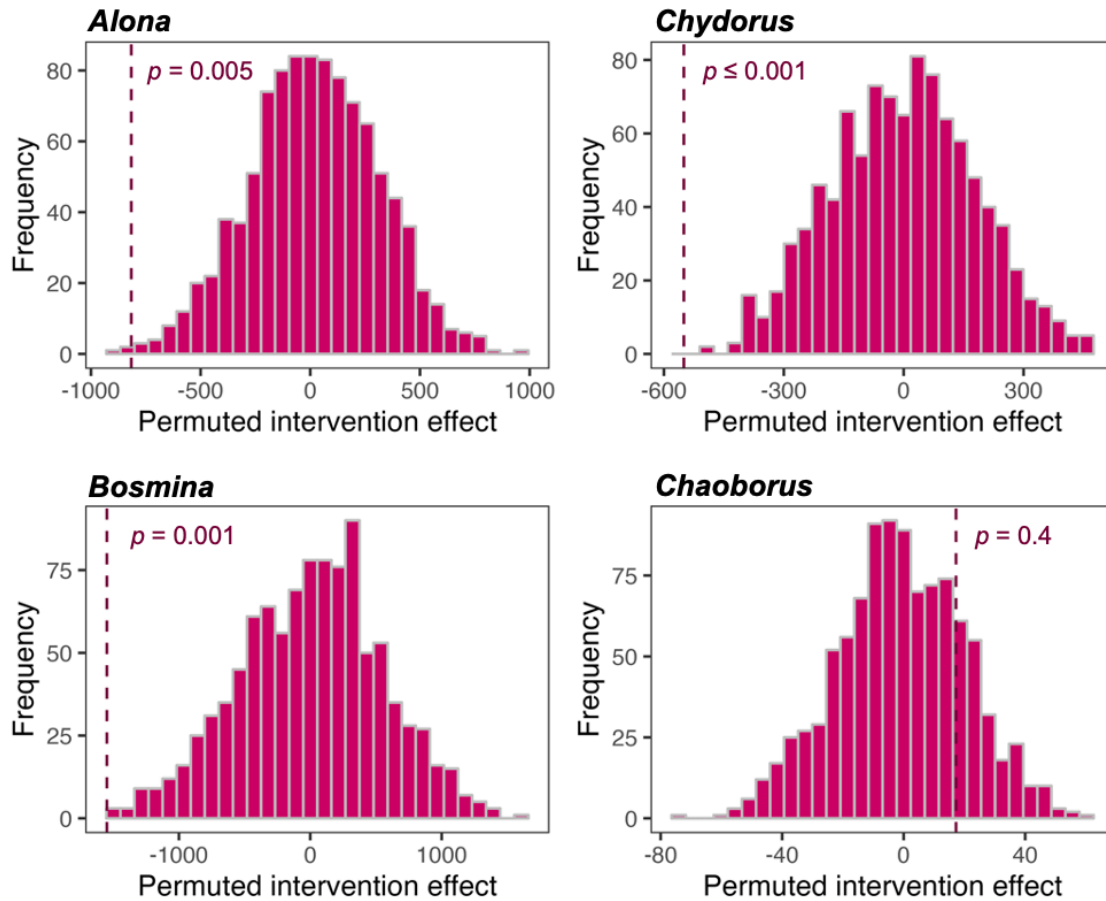 Alona
p = 0.005
80
60
40
20
0
Frequency
-1000
-500
0
500
1000
Permuted intervention effect
Chydorus
p ≤ 0.001
80
60
40
20
0
Frequency
-600
-300
0
300
Permuted intervention effect
Bosmina
p = 0.001
75
50
25
0
Frequency
-1000
0
1000
Permuted intervention effect
Chaoborus
p = 0.4
75
50
25
0
Frequency
-80
-40
0
40
Permuted intervention effect